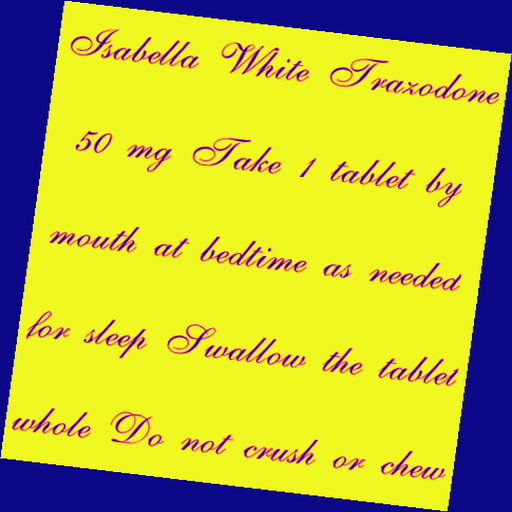 Isabella White Trazodone
50 mg Take 1 tablet by
mouth at bedtime as needed
for sleep Swallow the tablet
whole Do not crush or chew